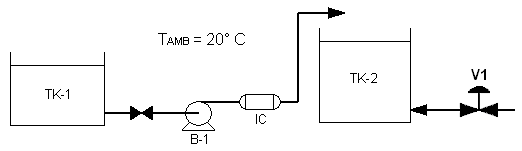 TAMB = 20° C
TK-1
TK-2
V1
IC
B-1